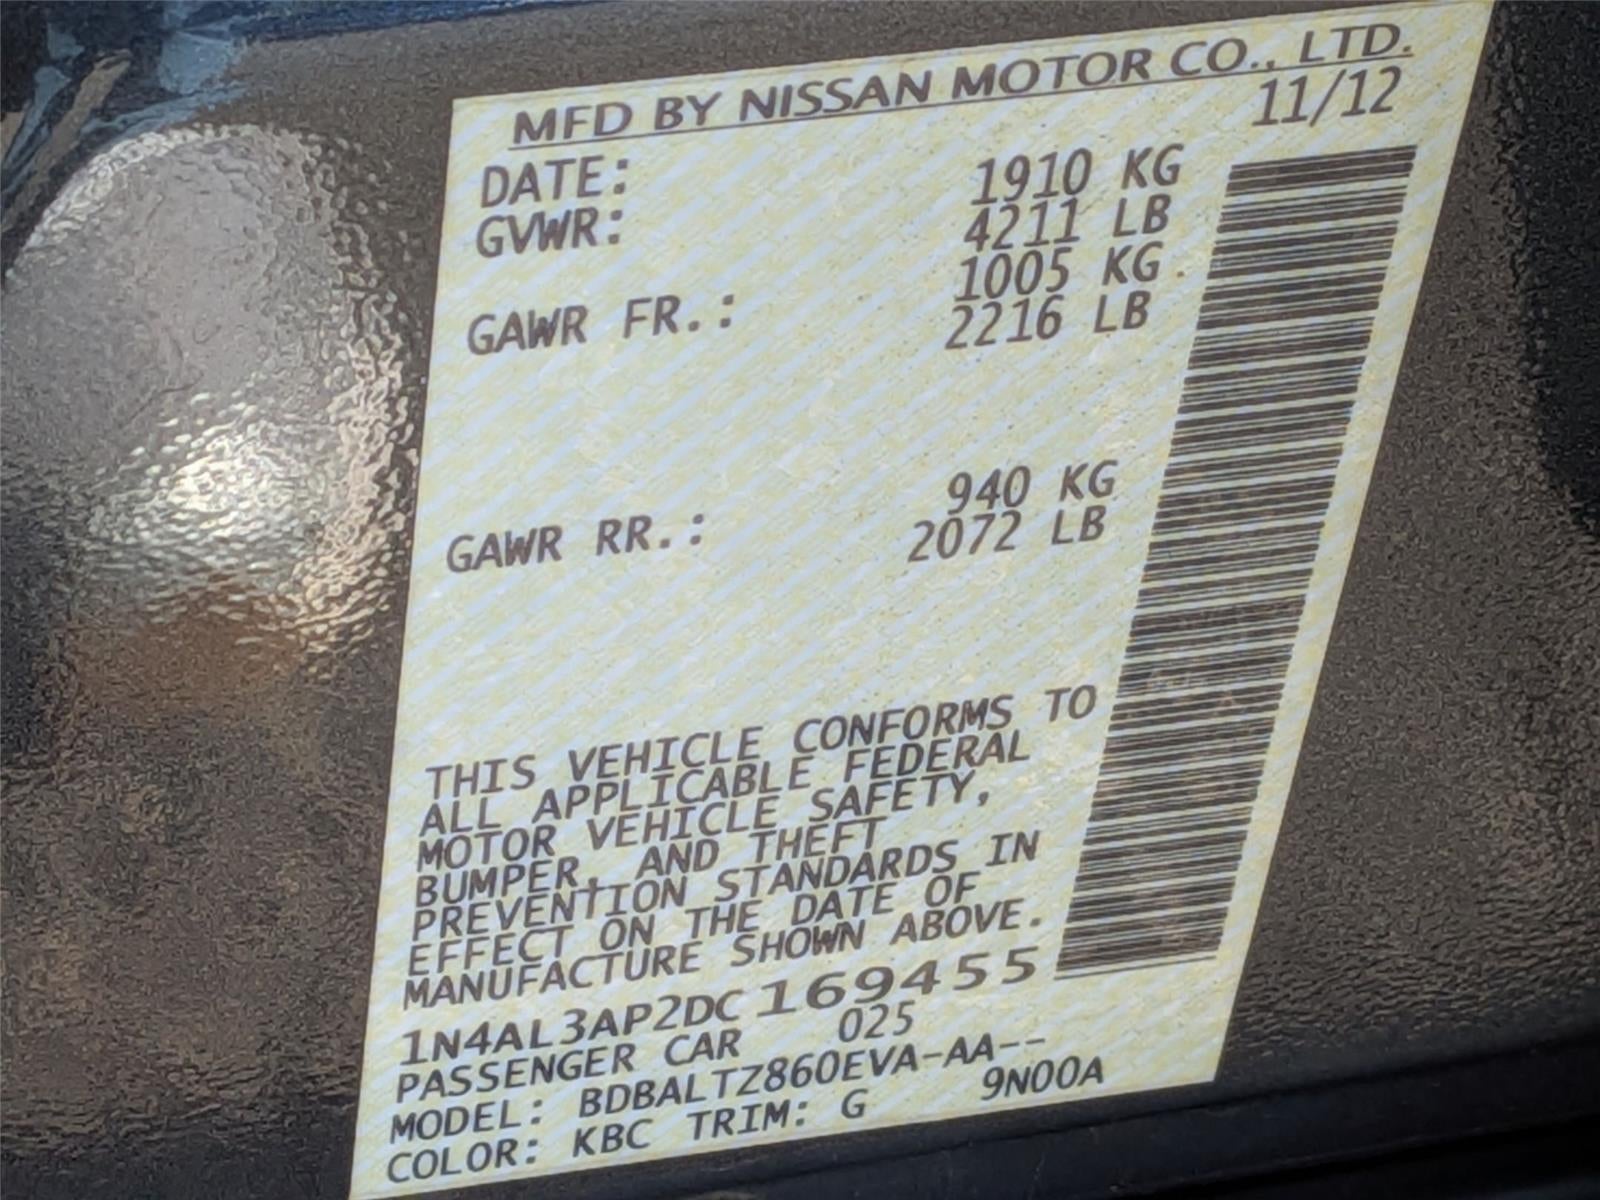 MFD BY NISSAN MOTOR CO., LTD.
DATE: 11/12
GVWR: 1910 KG
4211 LB
GAWR FR.: 1005 KG
2216 LB
GAWR RR.: 940 KG
2072 LB
THIS VEHICLE CONFORMS TO
ALL APPLICABLE FEDERAL
MOTOR VEHICLE SAFETY,
BUMPER, AND THEFT
PREVENTION STANDARDS IN
EFFECT ON THE DATE OF
MANUFACTURE SHOWN ABOVE.
1N4AL3AP2DC169455
PASSENGER CAR 025
MODEL: BDBALTZ860EVA-AA--
COLOR: KBC TRIM: G 9N00A